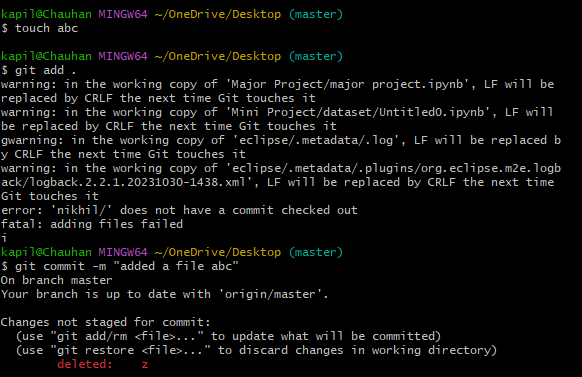 kapil@Chauhan MINGW64 ~/OneDrive/Desktop (master)
$ touch abc
kapil@Chauhan MINGW64 ~/OneDrive/Desktop (master)
$ git add .
warning: in the working copy of 'Major Project/major project.ipynb', LF will be
replaced by CRLF the next time Git touches it
warning: in the working copy of 'Mini Project/dataset/Untitled0.ipynb', LF will
be replaced by CRLF the next time Git touches it
gwarning: in the working copy of 'eclipse/.metadata/.log', LF will be replaced b
y CRLF the next time Git touches it
warning: in the working copy of 'eclipse/.metadata/.plugins/org.eclipse.m2e.logb
ack/logback.2.2.1.20231030-1438.xml', LF will be replaced by CRLF the next time
Git touches it
error: 'nikhil/' does not have a commit checked out
fatal: adding files failed
i
kapil@Chauhan MINGW64 ~/OneDrive/Desktop (master)
$ git commit -m "added a file abc"
On branch master
Your branch is up to date with 'origin/master'.
Changes not staged for commit:
  (use "git add/rm <file>..." to update what will be committed)
  (use "git restore <file>..." to discard changes in working directory)
        deleted:    z